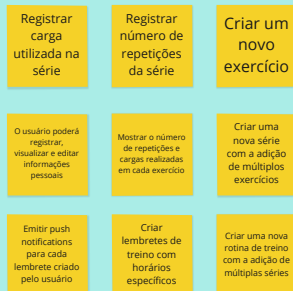 Registrar
carga
utilizada na
série
Registrar
número de
repetições
da série
Criar um
novo
exercício
O usuário poderá
registrar,
visualizar e editar
informações
pessoais
Mostrar o número
de repetições e
cargas realizadas
em cada exercício
Criar uma
nova série
com a adição
de múltiplos
exercícios
Emitir push
notifications
para cada
lembrete criado
pelo usuário
Criar
lembretes de
treino com
horários
específicos
Criar uma nova
rotina de treino
com a adição de
múltiplas séries